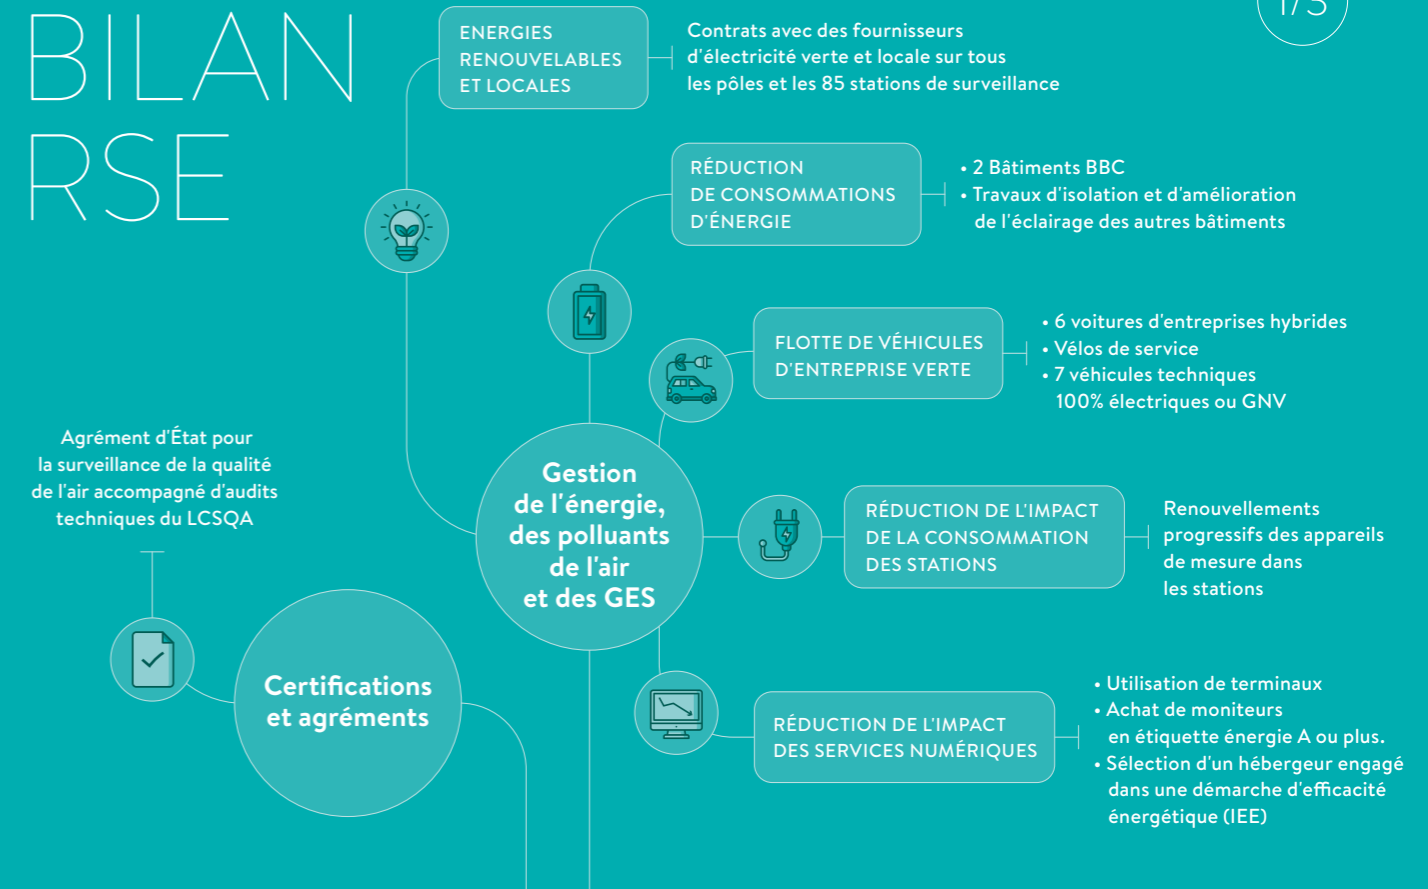 BILAN
RSE
1/3
ENERGIES
RENOUVELABLES
ET LOCALES
Contrats avec des fournisseurs
d'électricité verte et locale sur tous
les pôles et les 85 stations de surveillance
RÉDUCTION
DE CONSOMMATIONS
D'ÉNERGIE
• 2 Bâtiments BBC
• Travaux d'isolation et d'amélioration
de l'éclairage des autres bâtiments
FLOTTE DE VÉHICULES
D'ENTREPRISE VERTE
• 6 voitures d'entreprises hybrides
• Vélos de service
• 7 véhicules techniques
100% électriques ou GNV
Agrément d'État pour
la surveillance de la qualité
de l'air accompagné d'audits
techniques du LCSQA
Gestion
de l'énergie,
des polluants
de l'air
et des GES
RÉDUCTION DE L'IMPACT
DE LA CONSOMMATION
DES STATIONS
Renouvellements
progressifs des appareils
de mesure dans
les stations
Certifications
et agréments
RÉDUCTION DE L'IMPACT
DES SERVICES NUMÉRIQUES
• Utilisation de terminaux
• Achat de moniteurs
en étiquette énergie A ou plus.
• Sélection d'un hébergeur engagé
dans une démarche d'efficacité
énergétique (IEE)